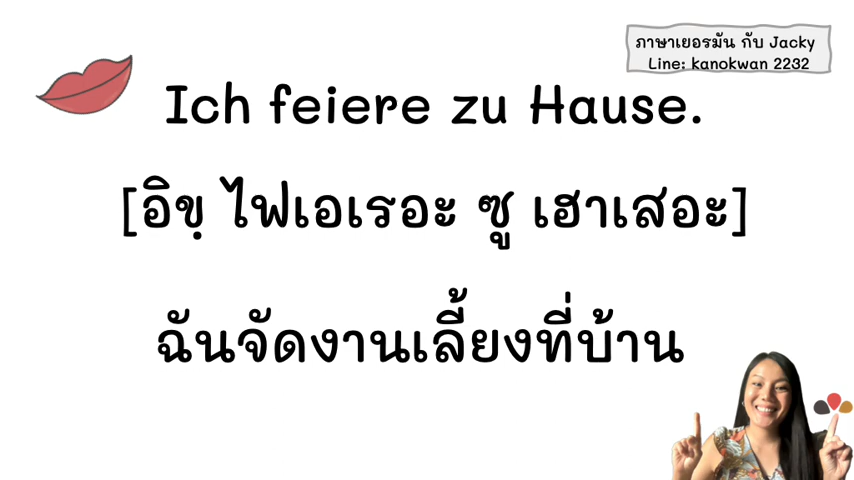 ภาษาเยอรมัน กับ Jacky
Line: kanokwan 2232
Ich feiere zu Hause.
[อิขฺ ไฟเอเรอะ ซู เฮาเสอะ]
ฉันจัดงานเลี้ยงที่บ้าน